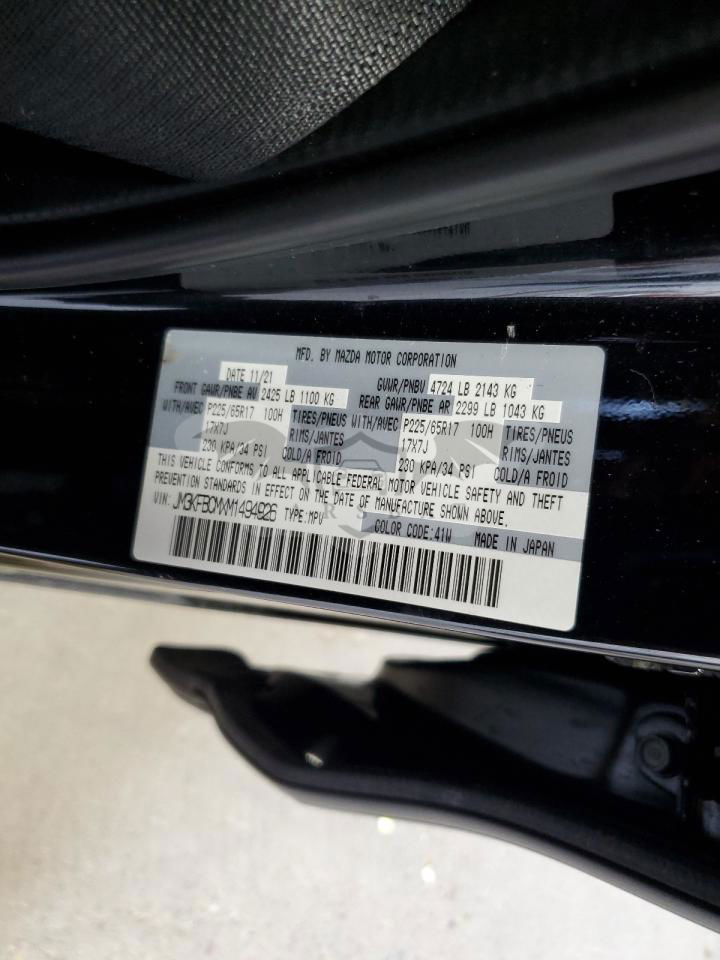 MFD. BY MAZDA MOTOR CORPORATION
DATE 11/21 GVWR/PNBV 4724 LB 2143 KG
FRONT GAWR/PNBE AV 2425 LB 1100 KG REAR GAWR/PNBE AR 2299 LB 1043 KG
WITH/AVEC P225/65R17 100H TIRES/PNEUS WITH/AVEC P225/65R17 100H TIRES/PNEUS
17X7J RIMS/JANTES 17X7J RIMS/JANTES
230 KPA/34 PSI COLD/A FROID 230 KPA/34 PSI COLD/A FROID
THIS VEHICLE CONFORMS TO ALL APPLICABLE FEDERAL MOTOR VEHICLE SAFETY AND THEFT
PREVENTION STANDARDS IN EFFECT ON THE DATE OF MANUFACTURE SHOWN ABOVE.
VIN: JM3KFBCMXM1494926 TYPE:MPV COLOR CODE:41W MADE IN JAPAN